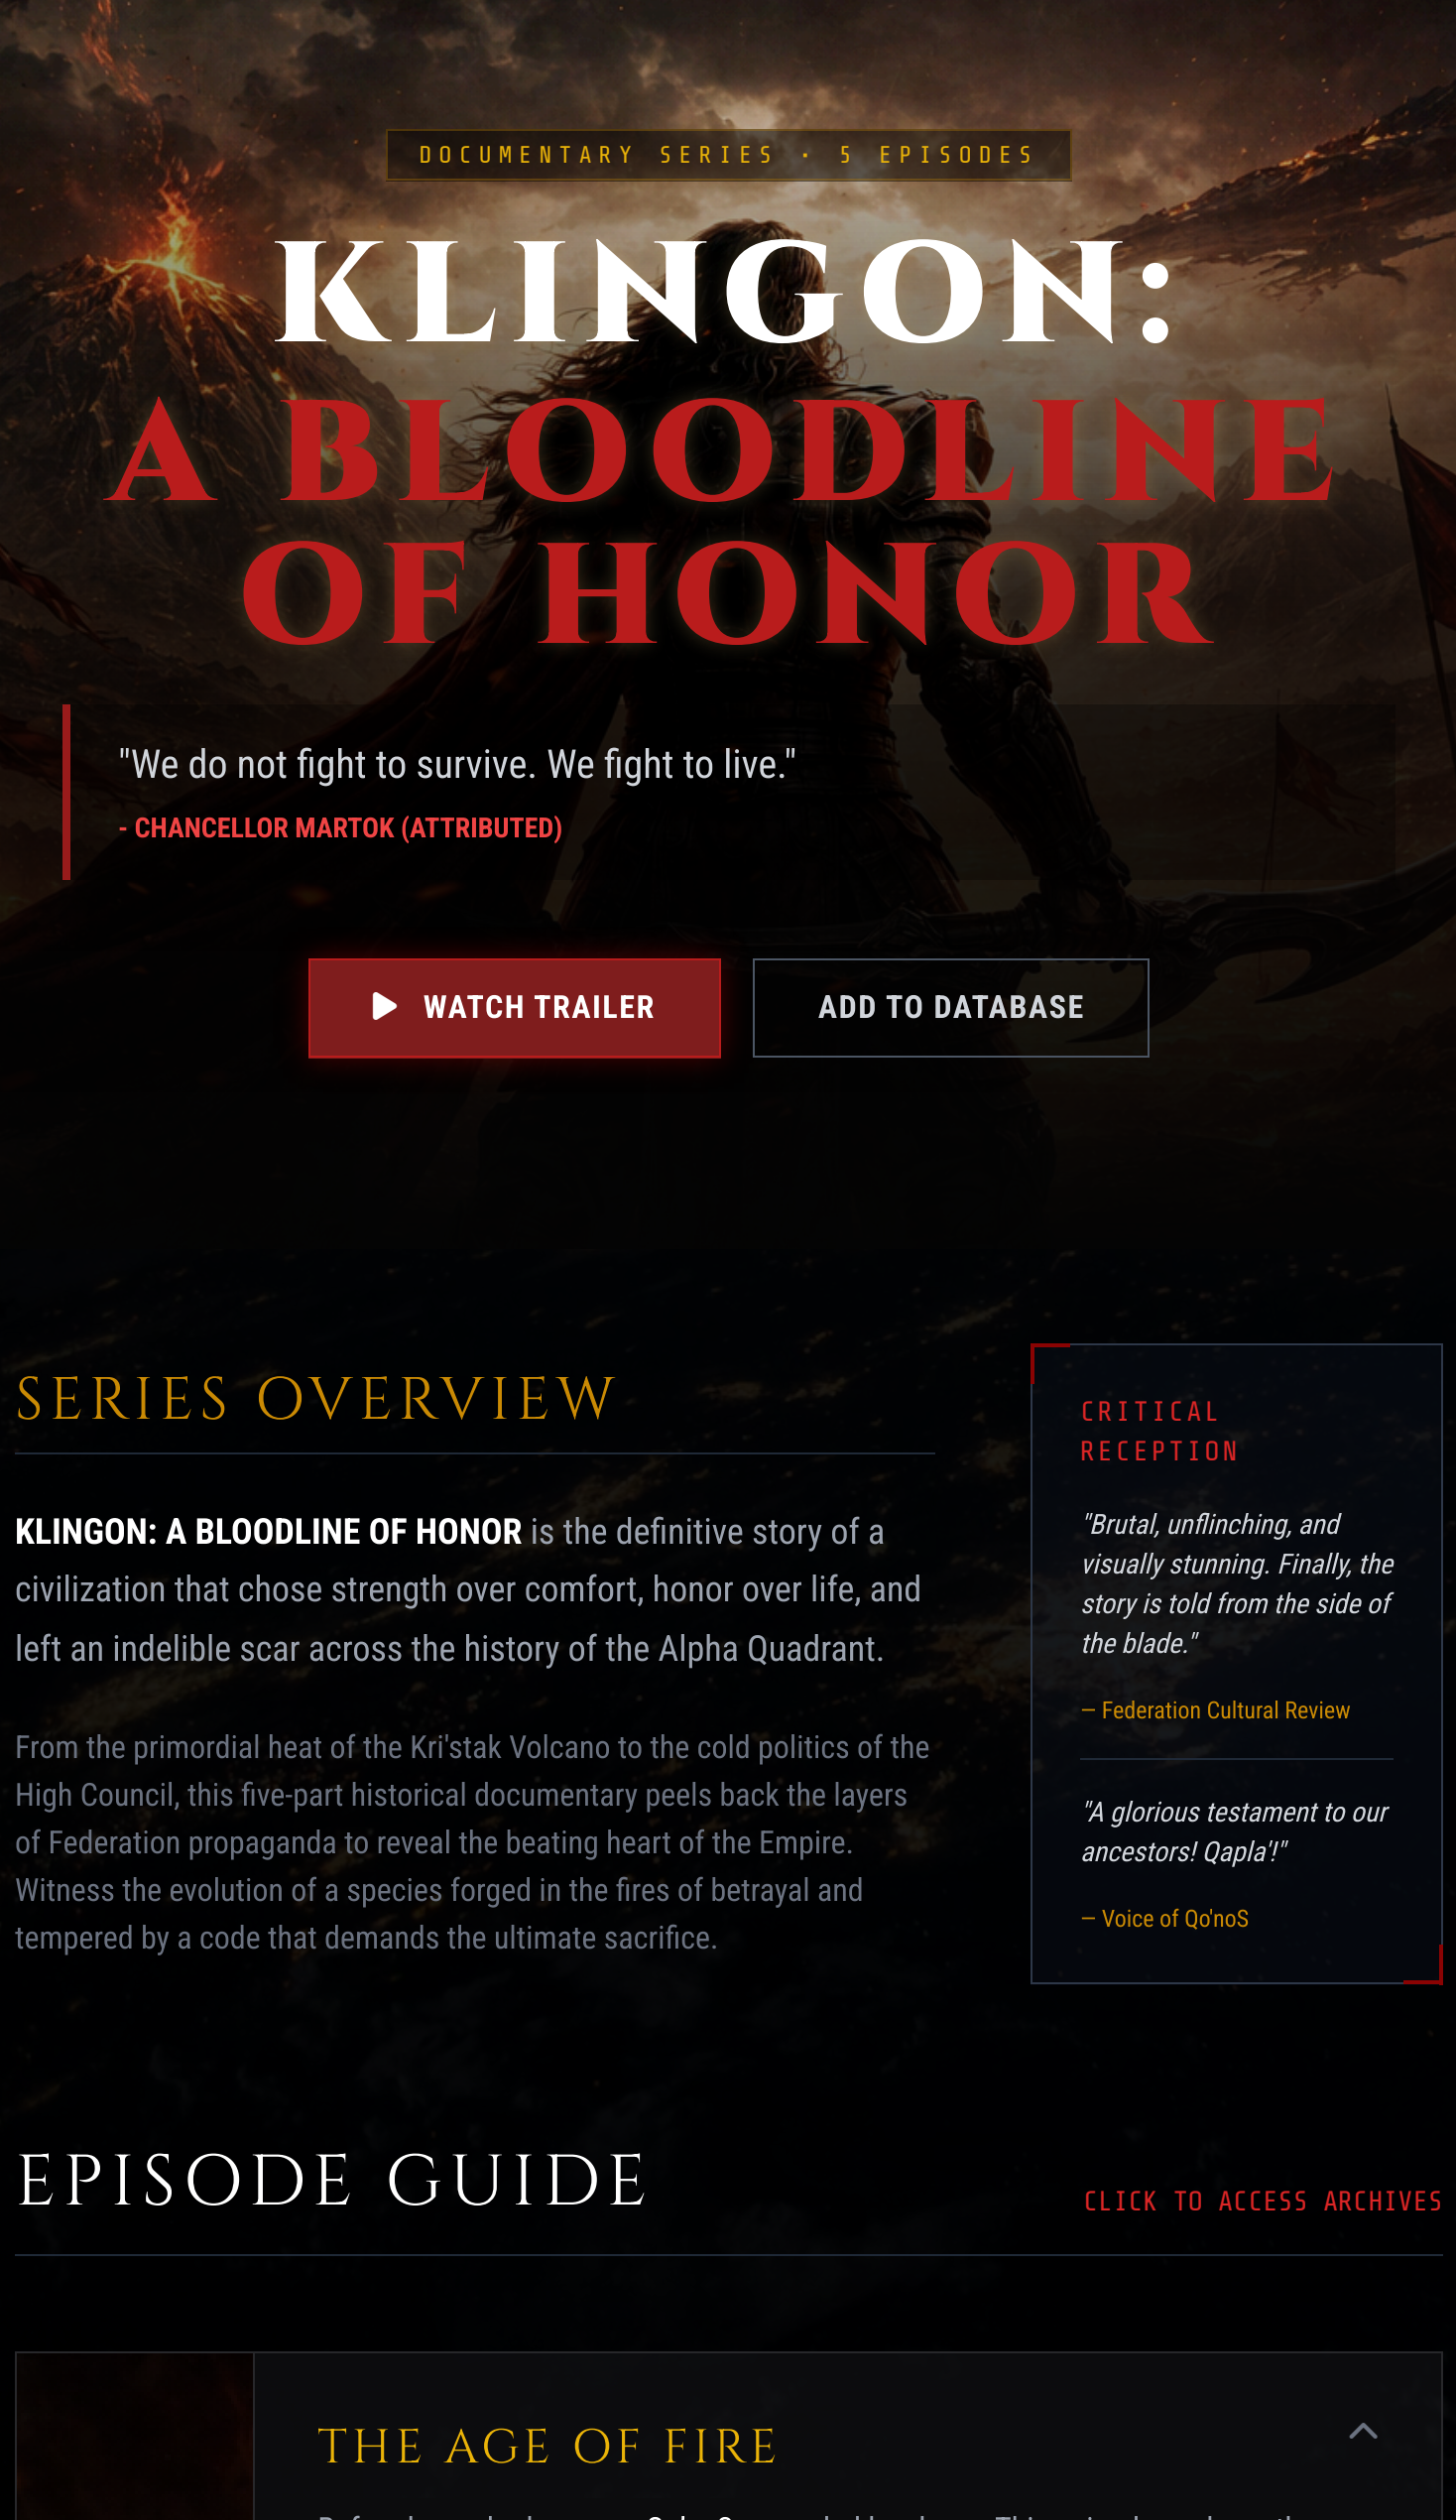 DOCUMENTARY SERIES • 5 EPISODES
KLINGON:
A BLOODLINE
OF HONOR
"We do not fight to survive. We fight to live."
- CHANCELLOR MARTOK (ATTRIBUTED)
WATCH TRAILER
ADD TO DATABASE
SERIES OVERVIEW
KLINGON: A BLOODLINE OF HONOR is the definitive story of a
civilization that chose strength over comfort, honor over life, and
left an indelible scar across the history of the Alpha Quadrant.
From the primordial heat of the Kri'stak Volcano to the cold politics of the
High Council, this five-part historical documentary peels back the layers
of Federation propaganda to reveal the beating heart of the Empire.
Witness the evolution of a species forged in the fires of betrayal and
tempered by a code that demands the ultimate sacrifice.
CRITICAL
RECEPTION
"Brutal, unflinching, and
visually stunning. Finally, the
story is told from the side of
the blade."
— Federation Cultural Review
"A glorious testament to our
ancestors! Qapla'!"
— Voice of Qo'noS
EPISODE GUIDE
CLICK TO ACCESS ARCHIVES
THE AGE OF FIRE